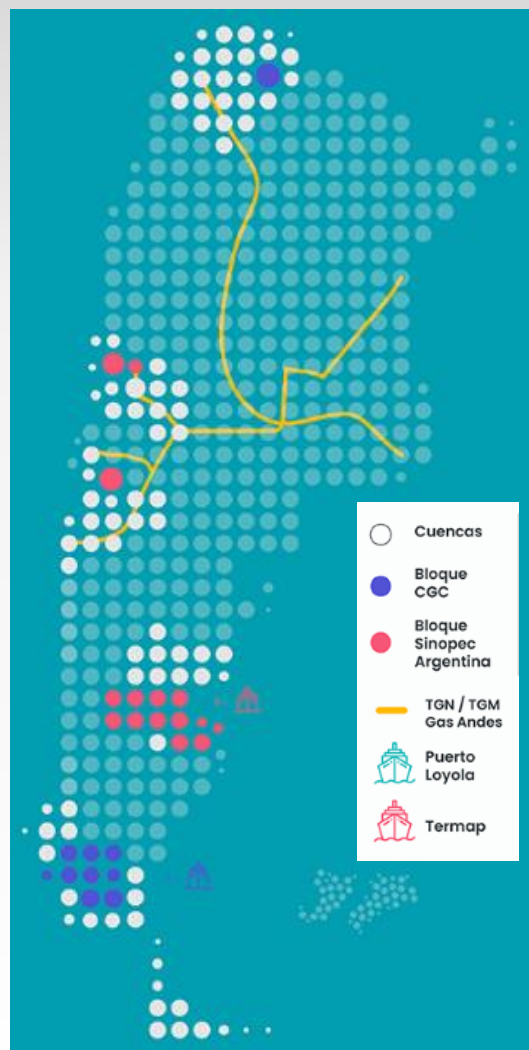 Cuencas
Bloque
CGC
Bloque
Sinopec
Argentina
TGN / TGM
Gas Andes
Puerto
Loyola
Termap